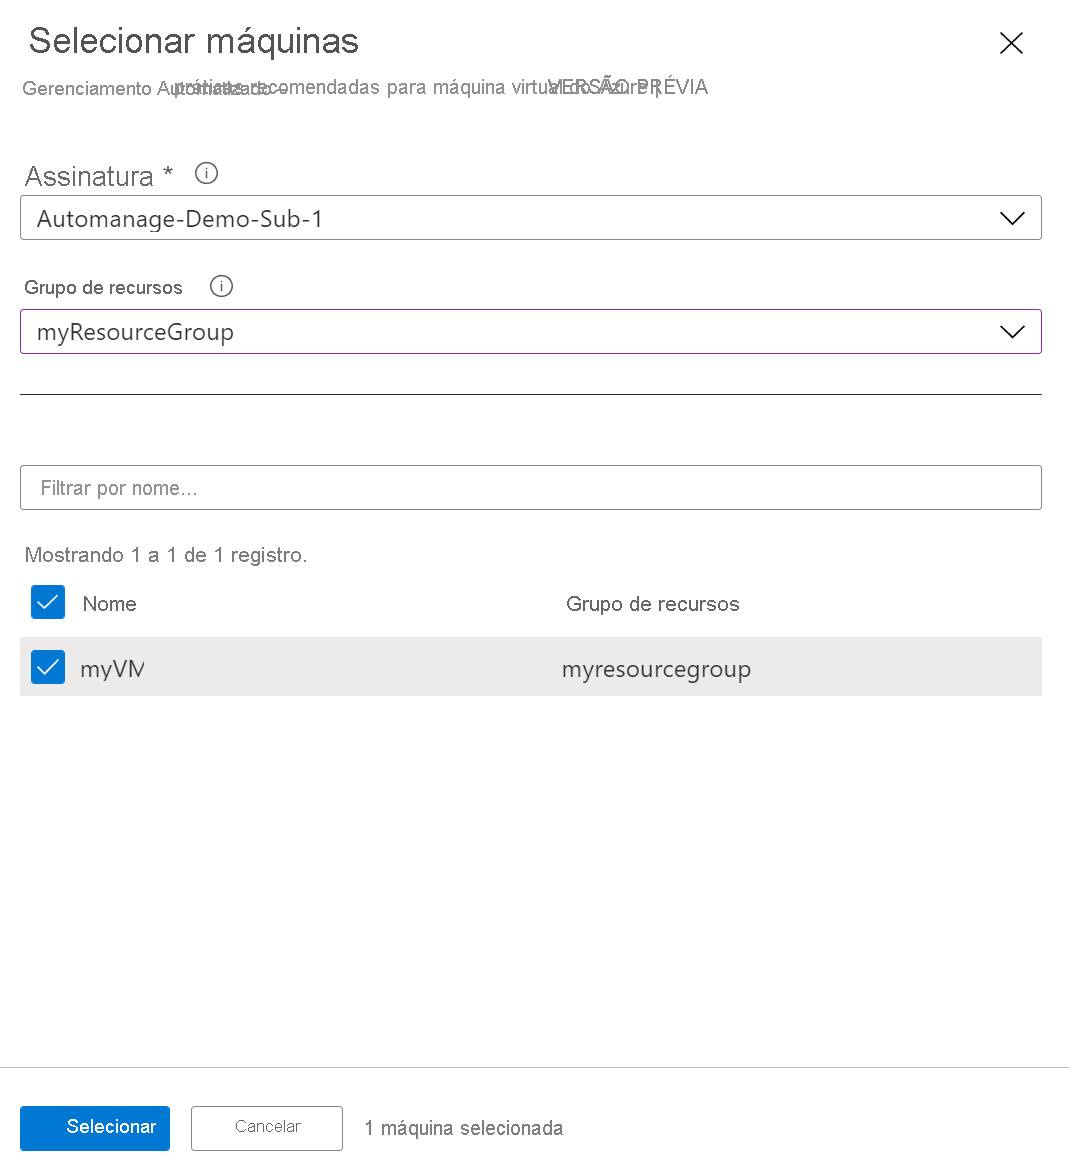 Selecionar máquinas
Gerenciamento Automatizado – práticas recomendadas para máquina virtual do Azure | VERSÃO PRÉVIA
Assinatura *
Automanage-Demo-Sub-1
Grupo de recursos
myResourceGroup
Filtrar por nome...
Mostrando 1 a 1 de 1 registro.
Nome Grupo de recursos
myVM myresourcegroup
Selecionar Cancelar 1 máquina selecionada